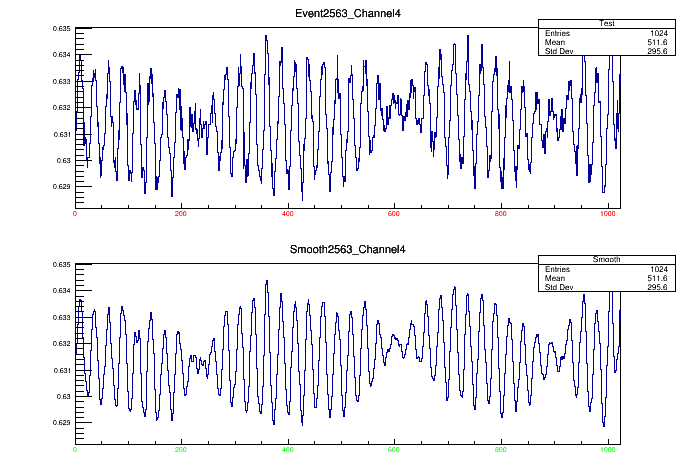 Event2563_Channel4
Test
Entries 1024
Mean 511.6
Std Dev 295.6
0.635
0.634
0.633
0.632
0.631
0.63
0.629
0 200 400 600 800 1000
Smooth2563_Channel4
Smooth
Entries 1024
Mean 511.6
Std Dev 295.6
0.635
0.634
0.633
0.632
0.631
0.63
0.629
0 200 400 600 800 1000